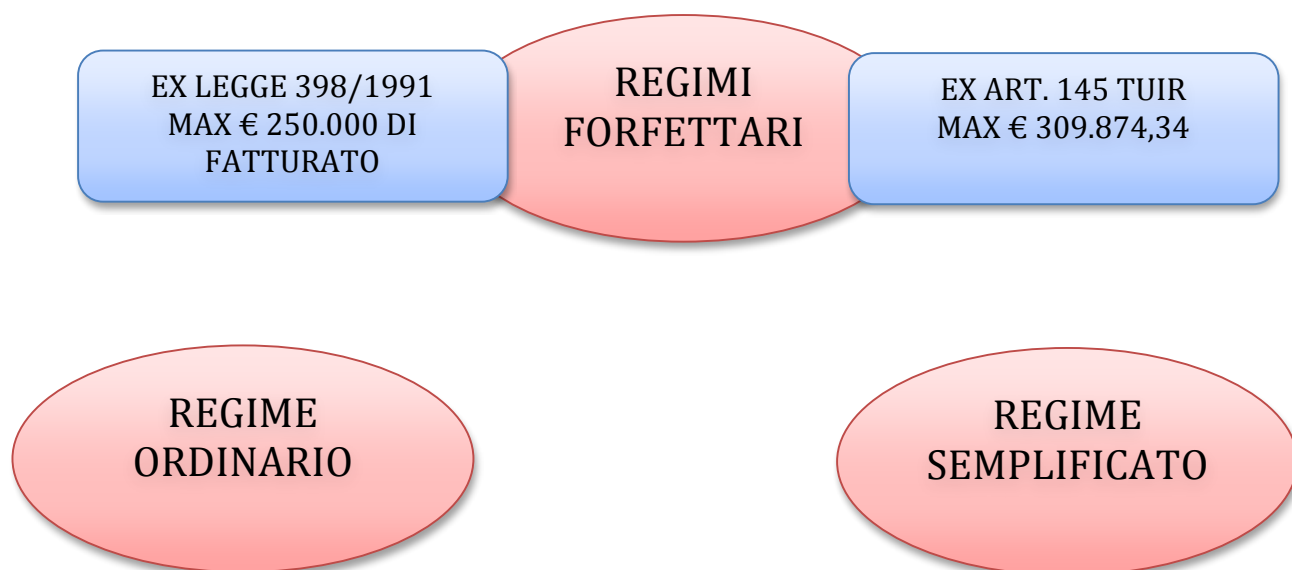 EX LEGGE 398/1991
MAX € 250.000 DI
FATTURATO
REGIMI
FORFETTARI
EX ART. 145 TUIR
MAX € 309.874,34
REGIME
ORDINARIO
REGIME
SEMPLIFICATO